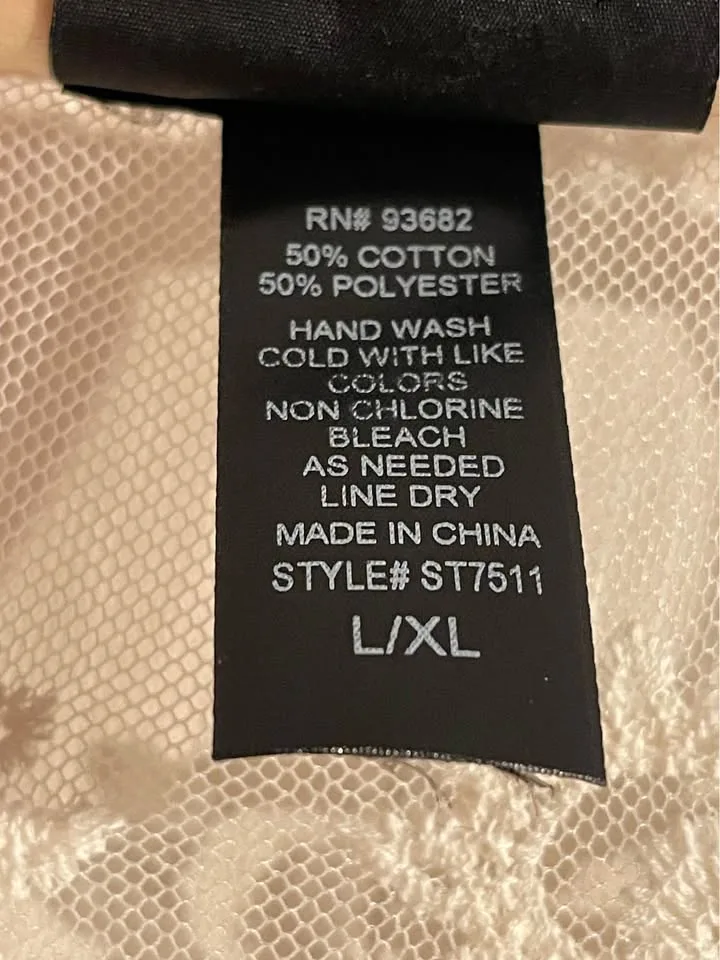 RN# 93682
50% COTTON
50% POLYESTER
HAND WASH
COLD WITH LIKE
COLORS
NON CHLORINE
BLEACH
AS NEEDED
LINE DRY
MADE IN CHINA
STYLE# ST7511
L/XL